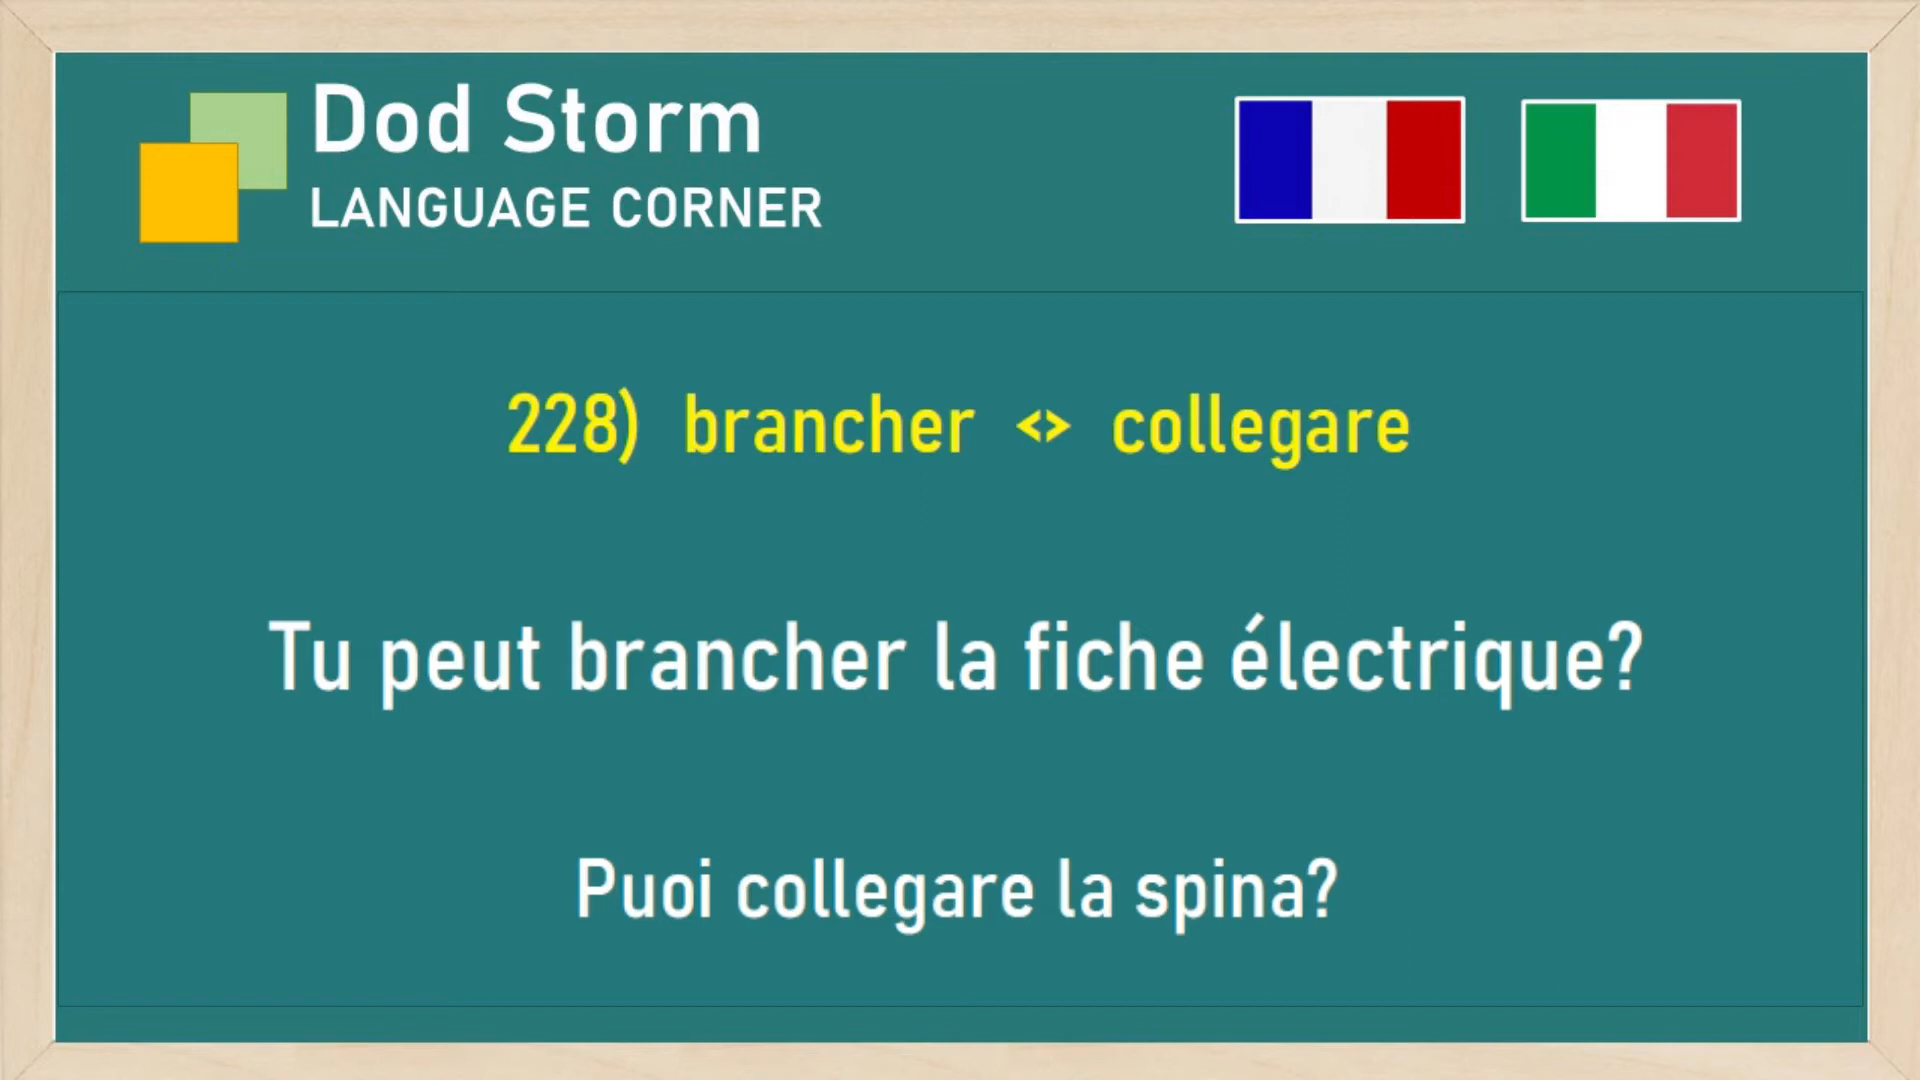 Dod Storm
LANGUAGE CORNER
228) brancher <> collegare
Tu peut brancher la fiche électrique?
Puoi collegare la spina?